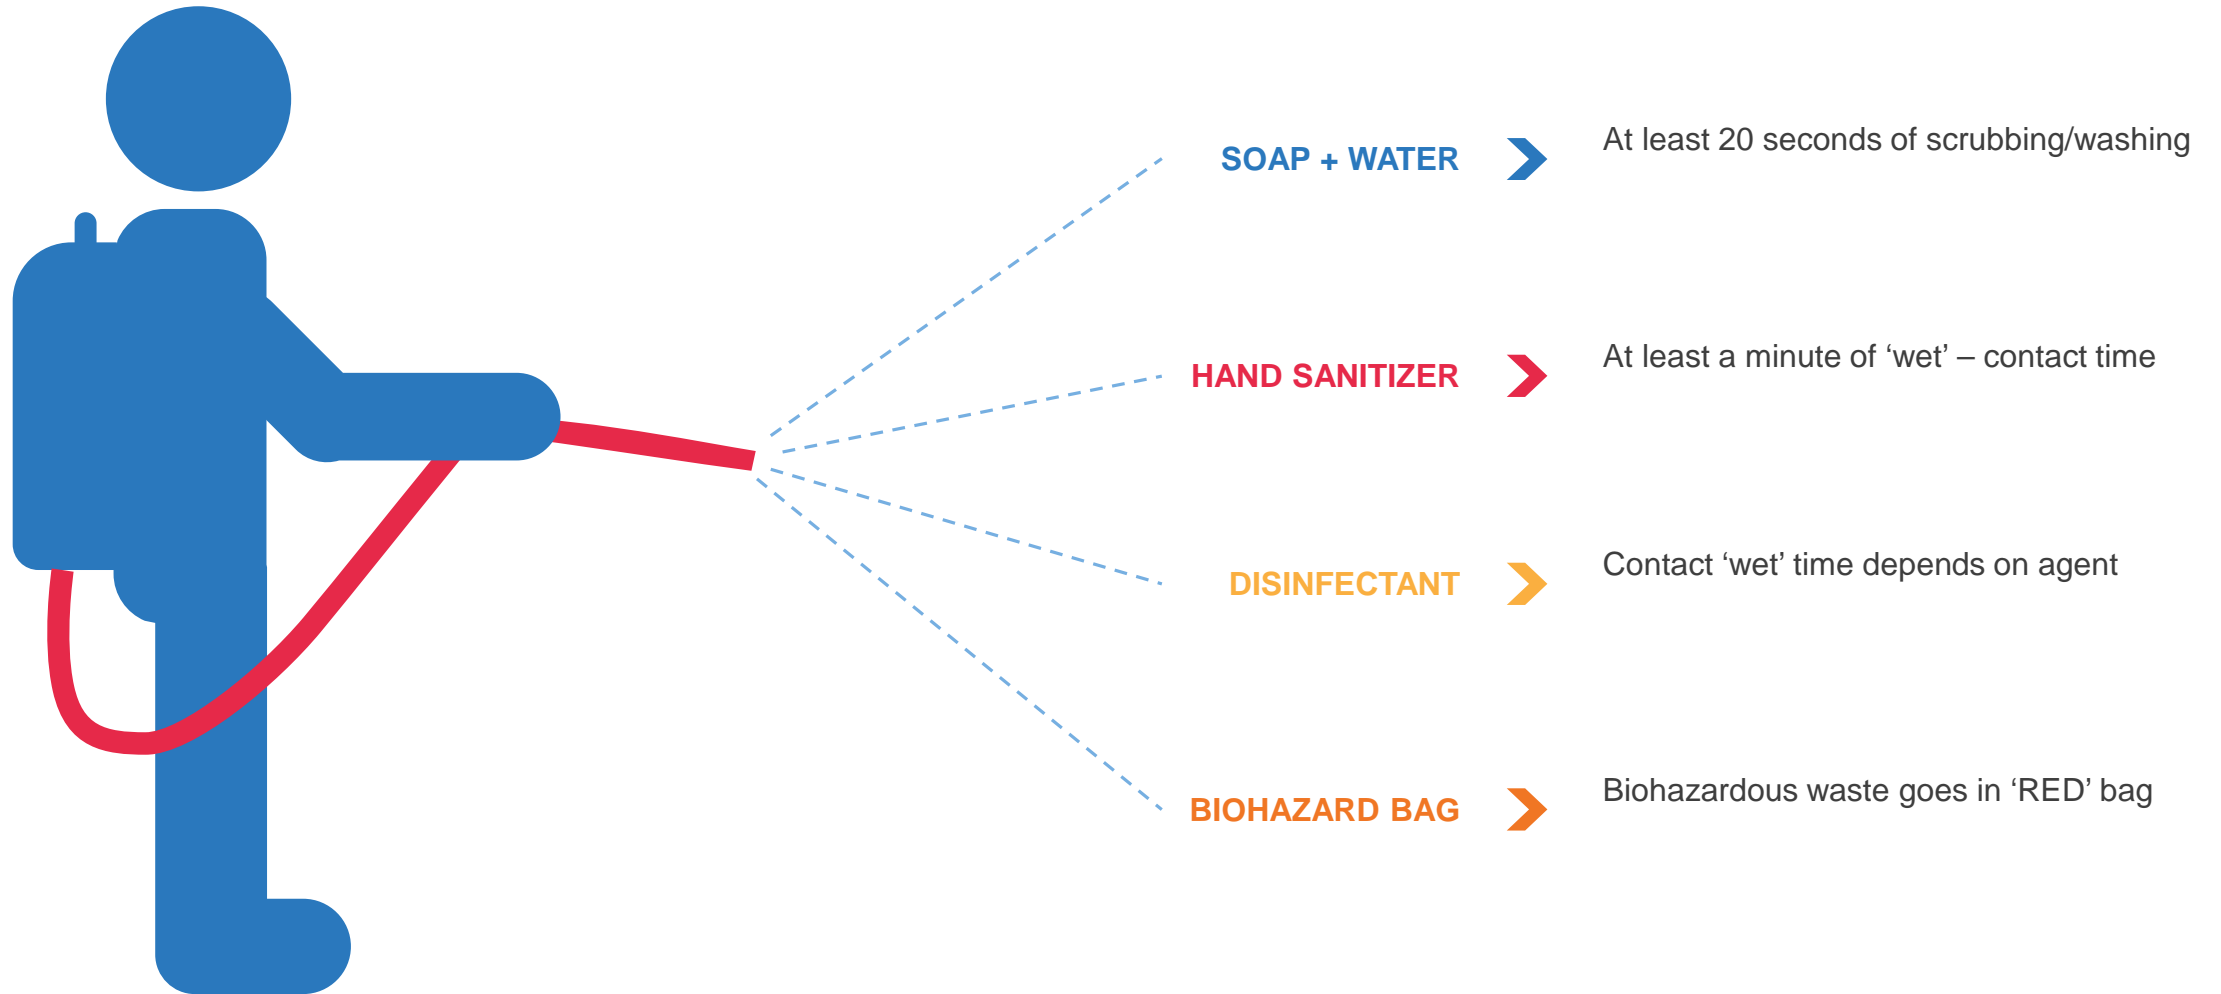 SOAP + WATER
At least 20 seconds of scrubbing/washing
HAND SANITIZER
At least a minute of ‘wet’ – contact time
DISINFECTANT
Contact ‘wet’ time depends on agent
BIOHAZARD BAG
Biohazardous waste goes in ‘RED’ bag